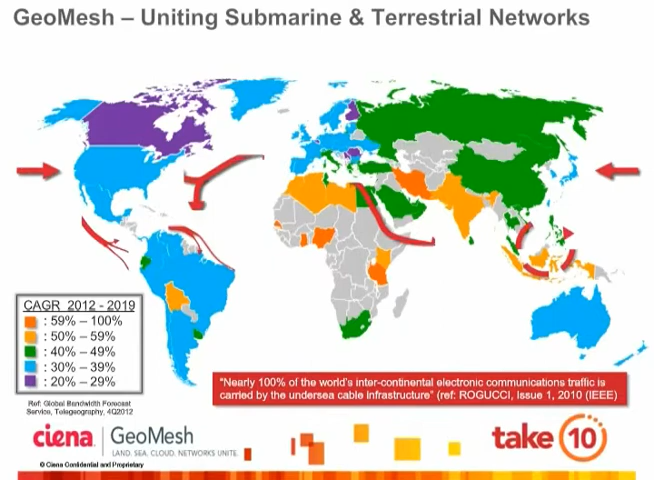 GeoMesh – Uniting Submarine & Terrestrial Networks
CAGR 2012 - 2019
: 59% – 100%
: 50% – 59%
: 40% – 49%
: 30% – 39%
: 20% – 29%
Ref: Global Bandwidth Forecast
Service, Telegeography, 4Q2012
"Nearly 100% of the world's inter-continental electronic communications traffic is
carried by the undersea cable infrastructure" (ref: ROGUCCI, Issue 1, 2010 (IEEE)
ciena
GeoMesh
LAND. SEA. CLOUD. NETWORKS UNITE.
take 10
© Ciena Confidential and Proprietary